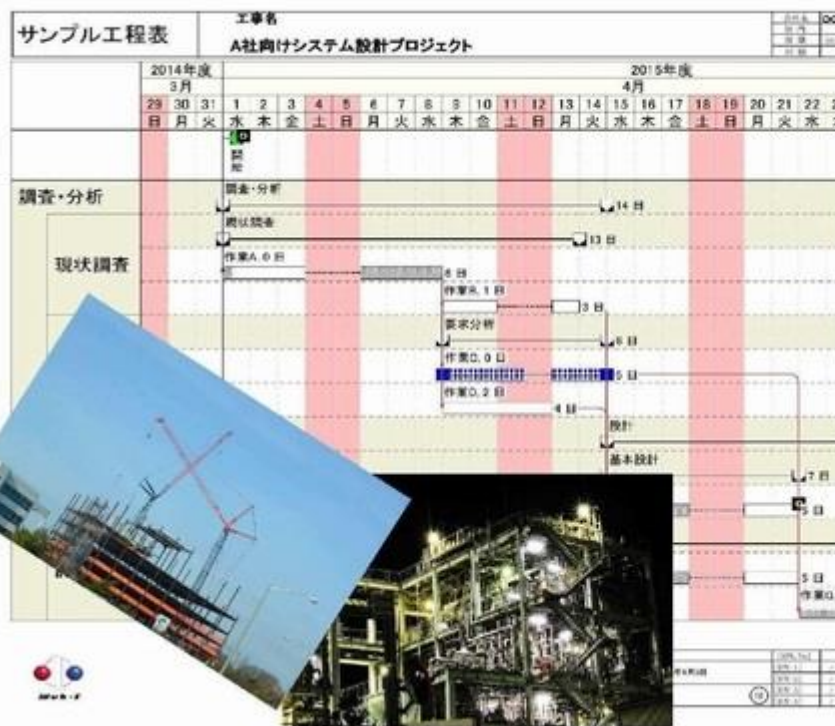 サンプル工程表
工事名
A社向けシステム設計プロジェクト
2014年度 2015年度
3月 4月
29 30 31 1 2 3 4 5 6 7 8 9 10 11 12 13 14 15 16 17 18 19 20 21 22
日 月 火 水 木 金 土 日 月 火 水 木 金 土 日 月 火 水 木 金 土 日 月 火 水
開始
調査・分析
調査・分析
14 日
現状調査
13 日
現状調査
作業A, 0 日
6 日
作業B, 1 日
3 日
要求分析
6 日
5 日
作業D, 2 日
4 日
設計
基本設計
7 日
5 日
5 日